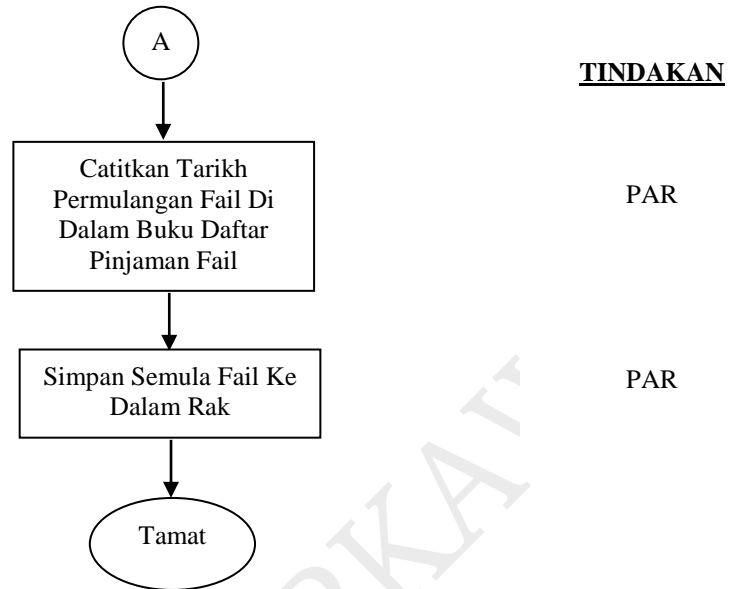 A
TINDAKAN
Catitkan Tarikh
Permulangan Fail Di
Dalam Buku Daftar
Pinjaman Fail
PAR
Simpan Semula Fail Ke
Dalam Rak
PAR
Tamat